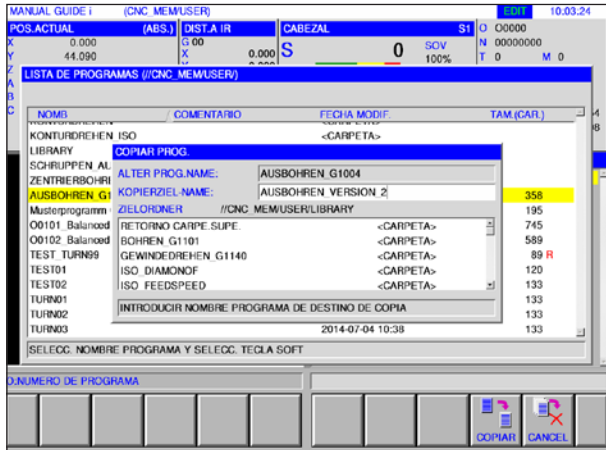 MANUAL GUIDE i (CNC_MEM/USER) EDIT 10:03:24
POS.ACTUAL (ABS.) DIST.A IR CABEZAL S1 O O0000
X 0.000 G 00 N 00000000
Y 44.090 X 0.000 S 0 SOV 100% T 0 M 0
Z
LISTA DE PROGRAMAS (//CNC_MEM/USER/)
A
B
C
NOMB / COMENTARIO FECHA MODIF. TAM.(CAR.)
KONTURDREHEN_ISO <CARPETA>
LIBRARY
COPIAR PROG.
SCHRUPPEN_AU
ALTER PROG.NAME: AUSBOHREN_G1004
ZENTRIERBOHRE
KOPIERZIEL-NAME: AUSBOHREN_VERSION_2
AUSBOHREN_G1 358
Musterprogramm ZIELORDNER //CNC_MEM/USER/LIBRARY 195
O0101_Balanced RETORNO CARPE.SUPE. <CARPETA> 745
O0102_Balanced BOHREN_G1101 <CARPETA> 589
TEST_TURN99 GEWINDEDREHEN_G1140 <CARPETA> 89 R
TEST01 ISO_DIAMONOF <CARPETA> 120
TEST02 ISO_FEEDSPEED <CARPETA> 133
TURN01 133
INTRODUCIR NOMBRE PROGRAMA DE DESTINO DE COPIA
TURN02 133
TURN03 2014-07-04 10:38 133
SELECC. NOMBRE PROGRAMA Y SELECC. TECLA SOFT
O:NUMERO DE PROGRAMA
COPIAR CANCEL